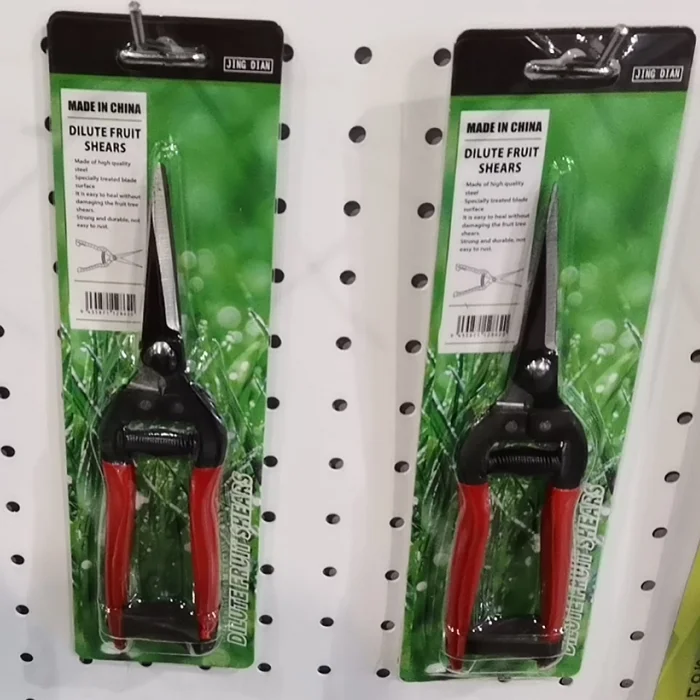 JING DIAN
MADE IN CHINA
DILUTE FRUIT
SHEARS
Made of high quality
steel
Specially treated blade
surface
It is easy to heal without
damaging the fruit tree
shears.
Strong and durable, not
easy to rust.
DILUTE FRUIT SHEARS
JING DIAN
MADE IN CHINA
DILUTE FRUIT
SHEARS
Made of high quality
steel
Specially treated blade
surface
It is easy to heal without
damaging the fruit tree
shears.
Strong and durable, not
easy to rust.
DILUTE FRUIT SHEARS